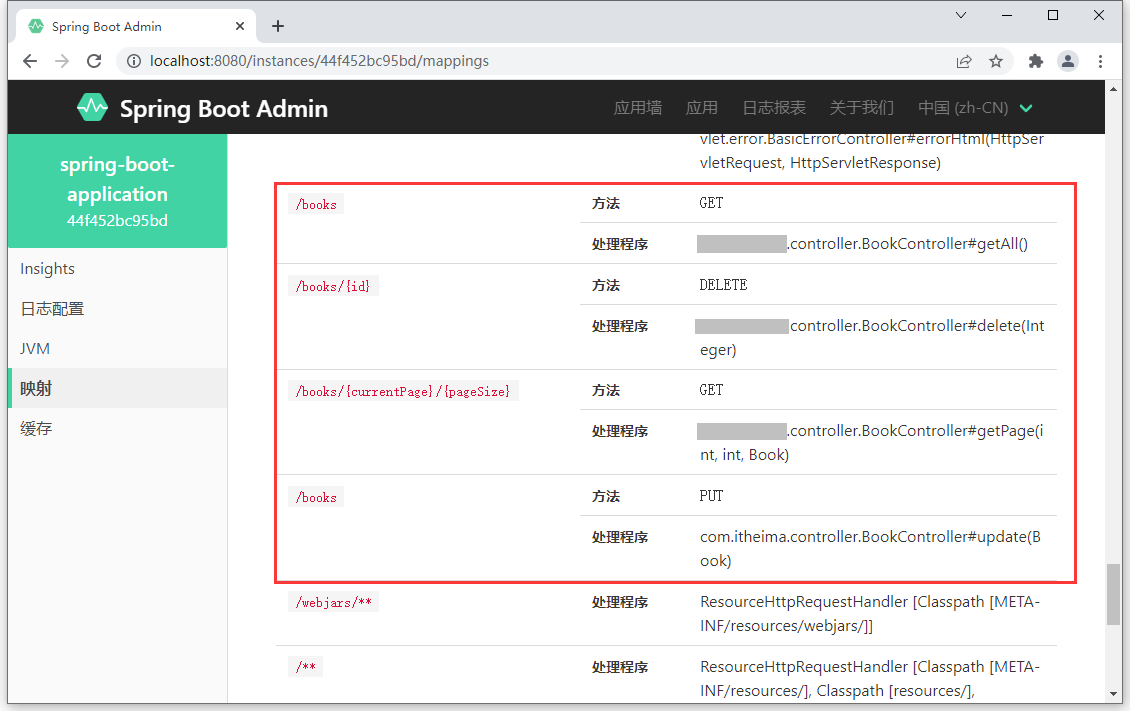 Spring Boot Admin
localhost:8080/instances/44f452bc95bd/mappings
Spring Boot Admin
应用墙 应用 日志报表 关于我们 中国 (zh-CN)
spring-boot-
application
44f452bc95bd
Insights
日志配置
JVM
映射
缓存
vlet.error.BasicErrorController#errorHtml(HttpSer
vletRequest, HttpServletResponse)
/books 方法 GET
处理程序 .controller.BookController#getAll()
/books/{id} 方法 DELETE
处理程序 controller.BookController#delete(Int
eger)
/books/{currentPage}/{pageSize} 方法 GET
处理程序 .controller.BookController#getPage(i
nt, int, Book)
/books 方法 PUT
处理程序 com.itheima.controller.BookController#update(B
ook)
/webjars/** 处理程序 ResourceHttpRequestHandler [Classpath [META-
INF/resources/webjars/]]
/** 处理程序 ResourceHttpRequestHandler [Classpath [META-
INF/resources/], Classpath [resources/],